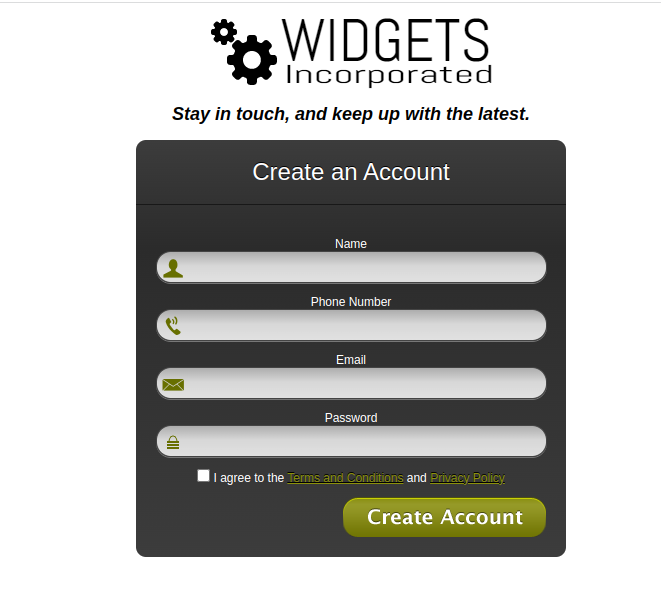 WIDGETS
Incorporated
Stay in touch, and keep up with the latest.
Create an Account
Name
Phone Number
Email
Password
I agree to the Terms and Conditions and Privacy Policy
Create Account